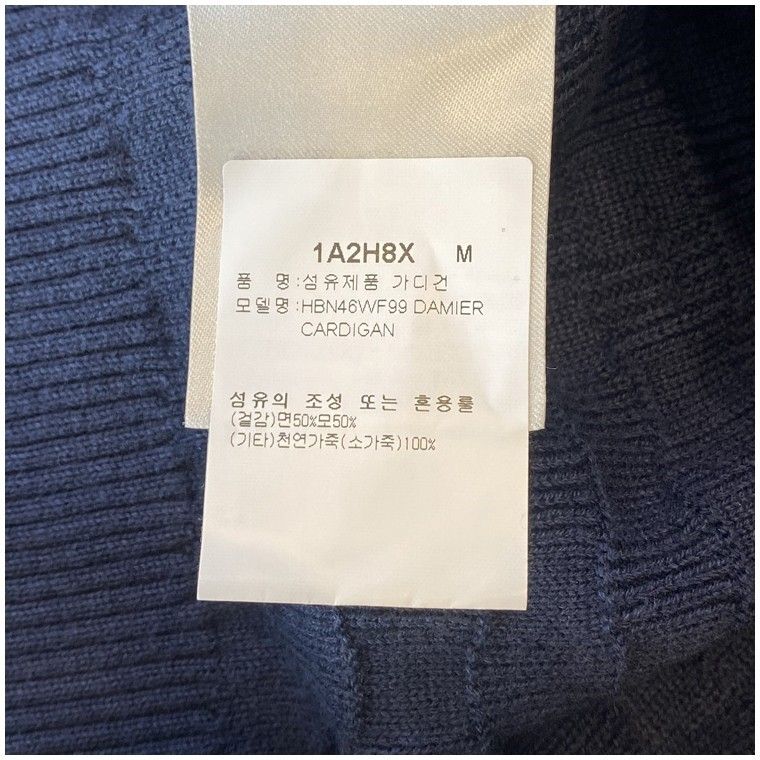 1A2H8X M
품 명:섬유제품 가디건
모델명:HBN46WF99 DAMIER
CARDIGAN
섬유의 조성 또는 혼용률
(겉감)면50%모50%
(기타)천연가죽(소가죽)100%